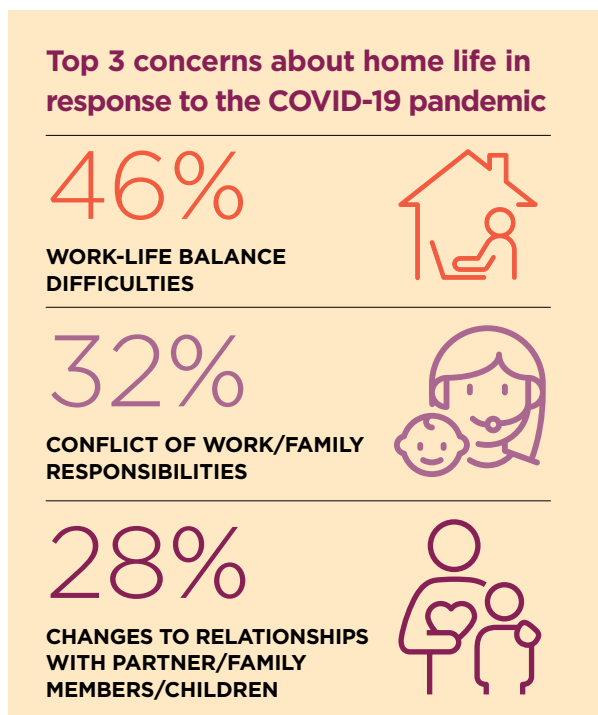 Top 3 concerns about home life in
response to the COVID-19 pandemic
46%
WORK-LIFE BALANCE
DIFFICULTIES
32%
CONFLICT OF WORK/FAMILY
RESPONSIBILITIES
28%
CHANGES TO RELATIONSHIPS
WITH PARTNER/FAMILY
MEMBERS/CHILDREN